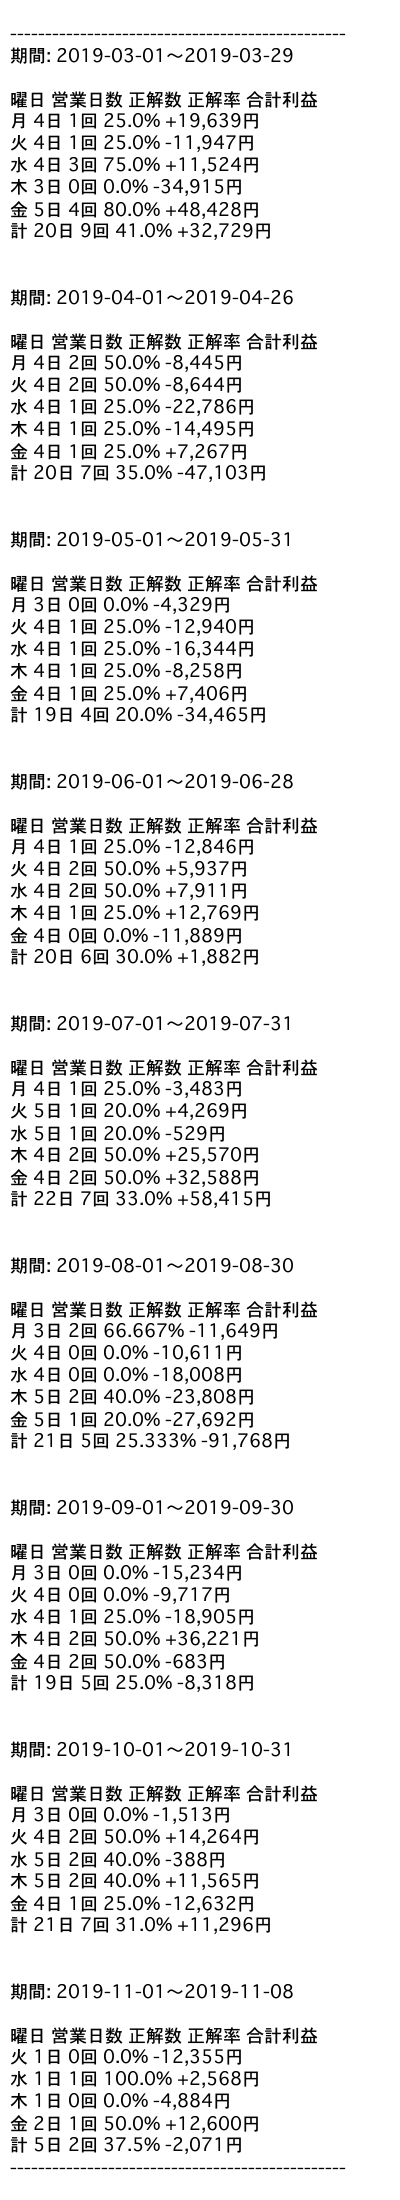 ------------------------------------------------
期間: 2019-03-01〜2019-03-29
曜日 営業日数 正解数 正解率 合計利益
月 4日 1回 25.0% +19,639円
火 4日 1回 25.0% -11,947円
水 4日 3回 75.0% +11,524円
木 3日 0回 0.0% -34,915円
金 5日 4回 80.0% +48,428円
計 20日 9回 41.0% +32,729円
期間: 2019-04-01〜2019-04-26
曜日 営業日数 正解数 正解率 合計利益
月 4日 2回 50.0% -8,445円
火 4日 2回 50.0% -8,644円
水 4日 1回 25.0% -22,786円
木 4日 1回 25.0% -14,495円
金 4日 1回 25.0% +7,267円
計 20日 7回 35.0% -47,103円
期間: 2019-05-01〜2019-05-31
曜日 営業日数 正解数 正解率 合計利益
月 3日 0回 0.0% -4,329円
火 4日 1回 25.0% -12,940円
水 4日 1回 25.0% -16,344円
木 4日 1回 25.0% -8,258円
金 4日 1回 25.0% +7,406円
計 19日 4回 20.0% -34,465円
期間: 2019-06-01〜2019-06-28
曜日 営業日数 正解数 正解率 合計利益
月 4日 1回 25.0% -12,846円
火 4日 2回 50.0% +5,937円
水 4日 2回 50.0% +7,911円
木 4日 1回 25.0% +12,769円
金 4日 0回 0.0% -11,889円
計 20日 6回 30.0% +1,882円
期間: 2019-07-01〜2019-07-31
曜日 営業日数 正解数 正解率 合計利益
月 4日 1回 25.0% -3,483円
火 5日 1回 20.0% +4,269円
水 5日 1回 20.0% -529円
木 4日 2回 50.0% +25,570円
金 4日 2回 50.0% +32,588円
計 22日 7回 33.0% +58,415円
期間: 2019-08-01〜2019-08-30
曜日 営業日数 正解数 正解率 合計利益
月 3日 2回 66.667% -11,649円
火 4日 0回 0.0% -10,611円
水 4日 0回 0.0% -18,008円
木 5日 2回 40.0% -23,808円
金 5日 1回 20.0% -27,692円
計 21日 5回 25.333% -91,768円
期間: 2019-09-01〜2019-09-30
曜日 営業日数 正解数 正解率 合計利益
月 3日 0回 0.0% -15,234円
火 4日 0回 0.0% -9,717円
水 4日 1回 25.0% -18,905円
木 4日 2回 50.0% +36,221円
金 4日 2回 50.0% -683円
計 19日 5回 25.0% -8,318円
期間: 2019-10-01〜2019-10-31
曜日 営業日数 正解数 正解率 合計利益
月 3日 0回 0.0% -1,513円
火 4日 2回 50.0% +14,264円
水 5日 2回 40.0% -388円
木 5日 2回 40.0% +11,565円
金 4日 1回 25.0% -12,632円
計 21日 7回 31.0% +11,296円
期間: 2019-11-01〜2019-11-08
曜日 営業日数 正解数 正解率 合計利益
火 1日 0回 0.0% -12,355円
水 1日 1回 100.0% +2,568円
木 1日 0回 0.0% -4,884円
金 2日 1回 50.0% +12,600円
計 5日 2回 37.5% -2,071円
------------------------------------------------